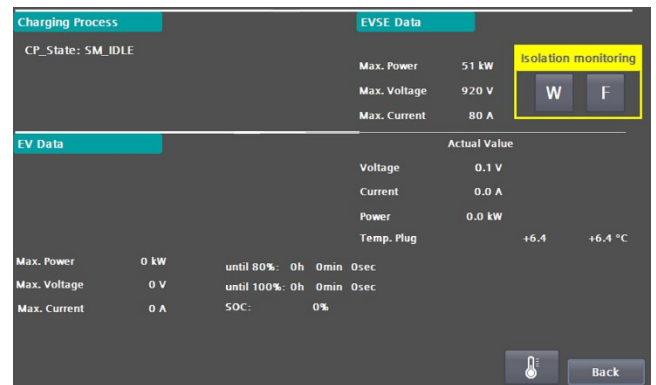 Charging Process
CP_State: SM_IDLE
EVSE Data
Max. Power 51 kW
Max. Voltage 920 V
Max. Current 80 A
Isolation monitoring
W F
EV Data
Actual Value
Voltage 0.1 V
Current 0.0 A
Power 0.0 kW
Temp. Plug +6.4 +6.4 °C
Max. Power 0 kW
Max. Voltage 0 V
Max. Current 0 A
until 80%: 0h 0min 0sec
until 100%: 0h 0min 0sec
SOC: 0%
Back